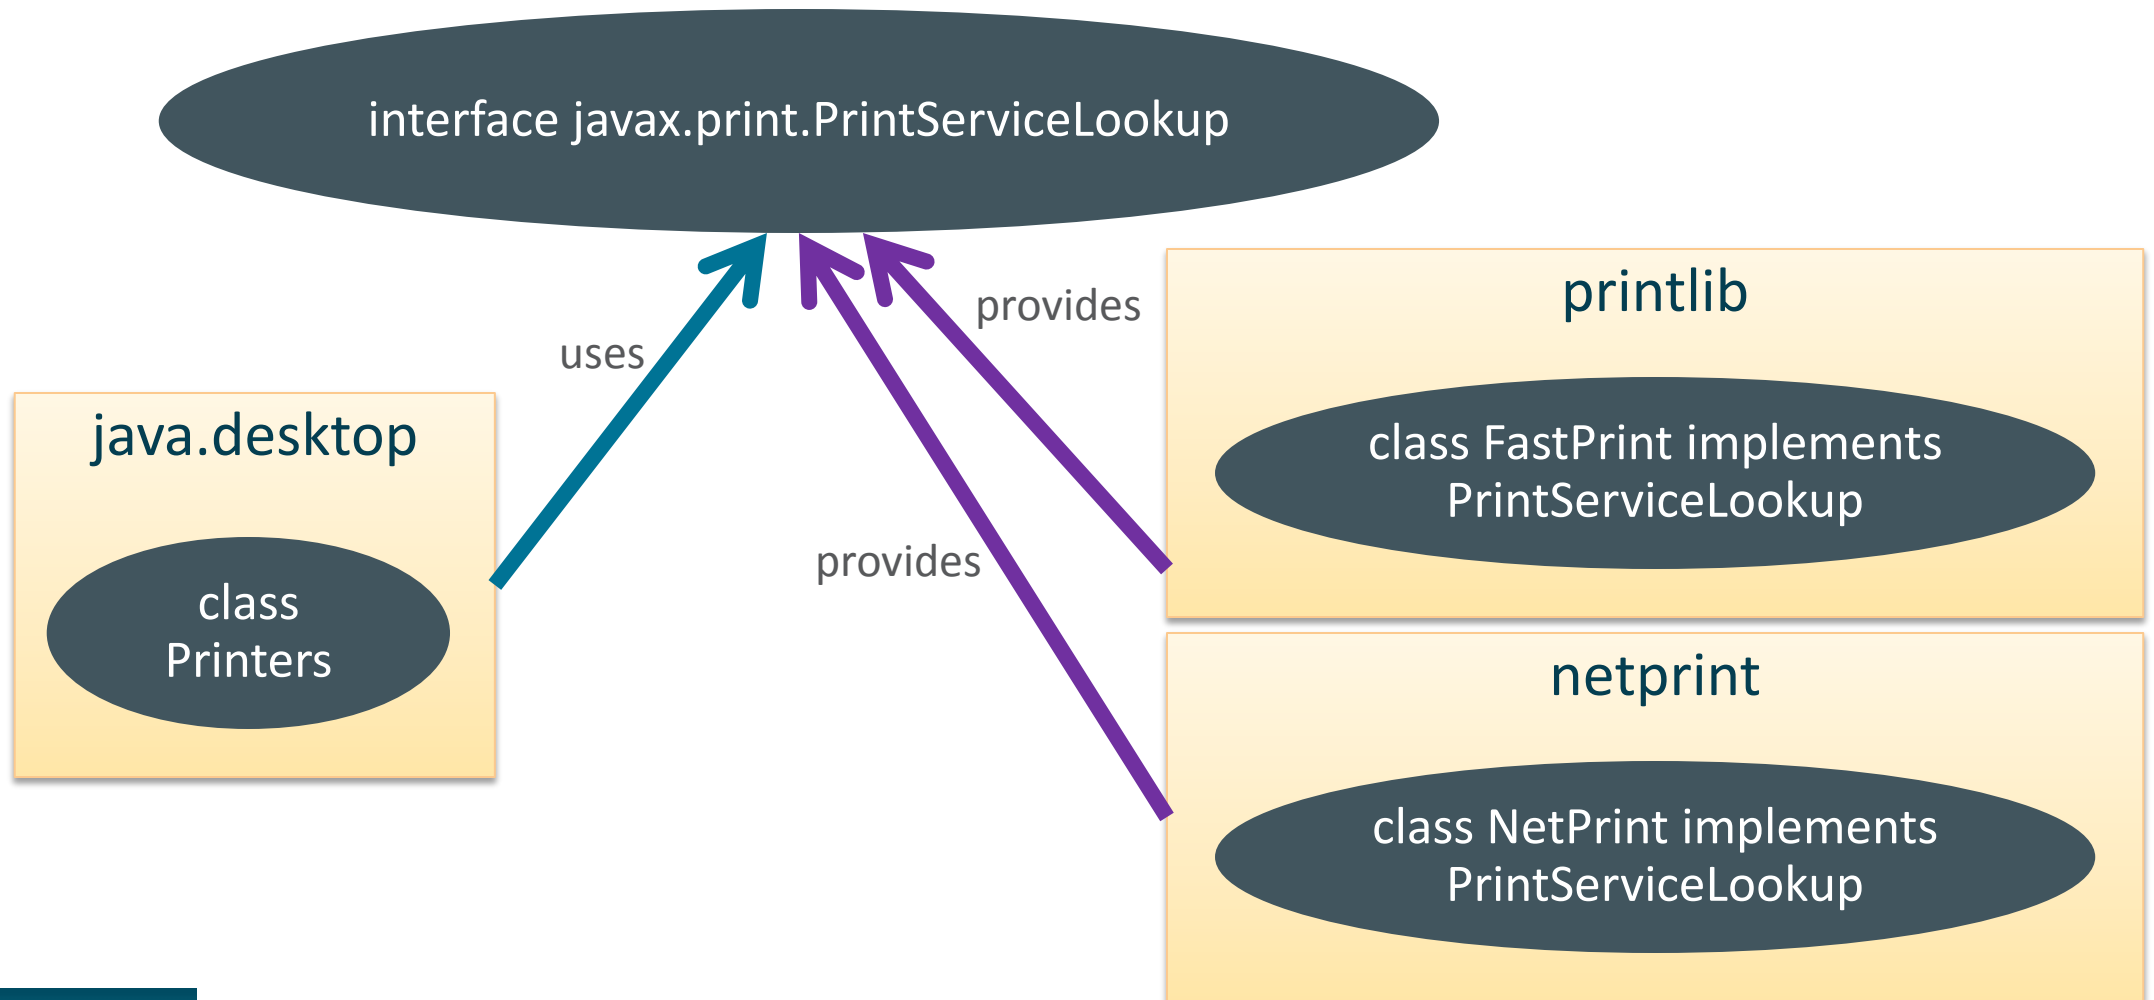 interface javax.print.PrintServiceLookup
provides
uses
printlib
class FastPrint implements
PrintServiceLookup
java.desktop
class
Printers
provides
netprint
class NetPrint implements
PrintServiceLookup